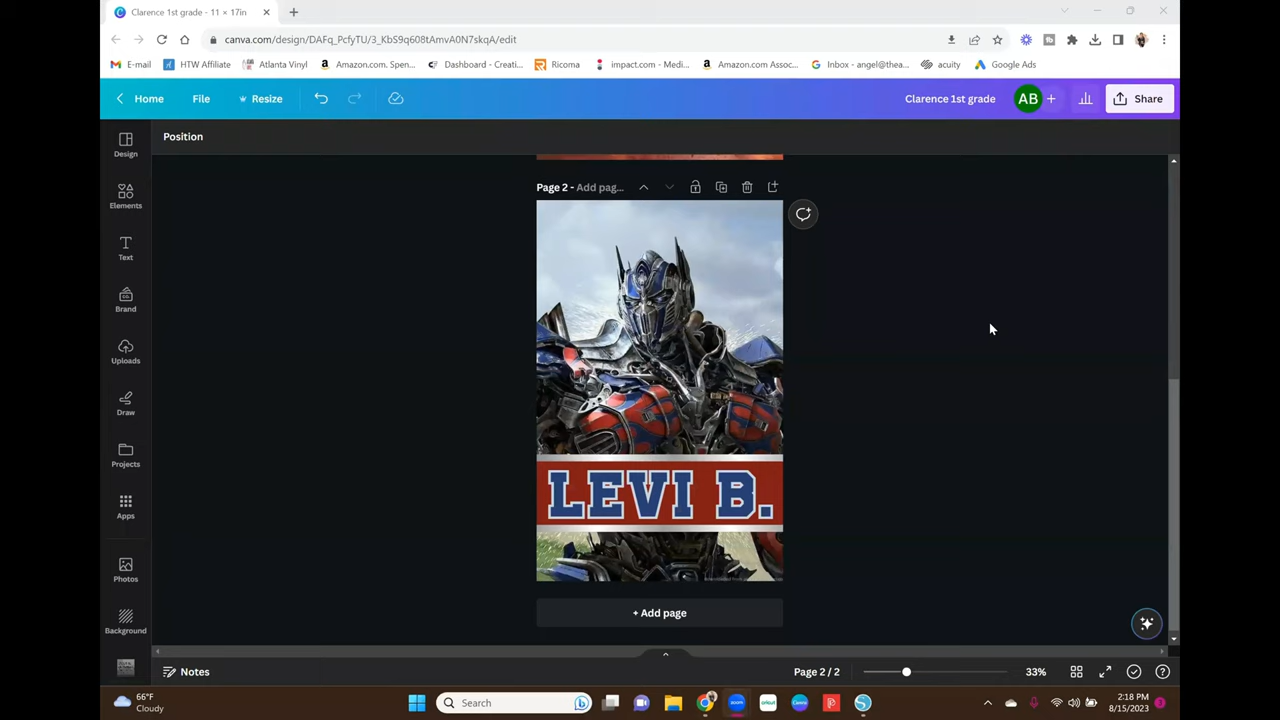 Clarence 1st grade - 11 × 17in
canva.com/design/DAFq_PcfyTU/3_KbS9q608tAmvA0N7skqA/edit
E-mail HTW Affiliate Atlanta Vinyl Amazon.com. Spen... Dashboard - Creati... Ricoma impact.com - Medi... Amazon.com Assoc... Inbox - angel@thea... acuity Google Ads
Home File Resize Clarence 1st grade AB Share
Position
Design
Elements
Text
Brand
Uploads
Draw
Projects
Apps
Photos
Background
Page 2 - Add pag...
LEVI B.
+ Add page
Notes Page 2 / 2 33%
66°F
Cloudy
Search
2:18 PM
8/15/2023